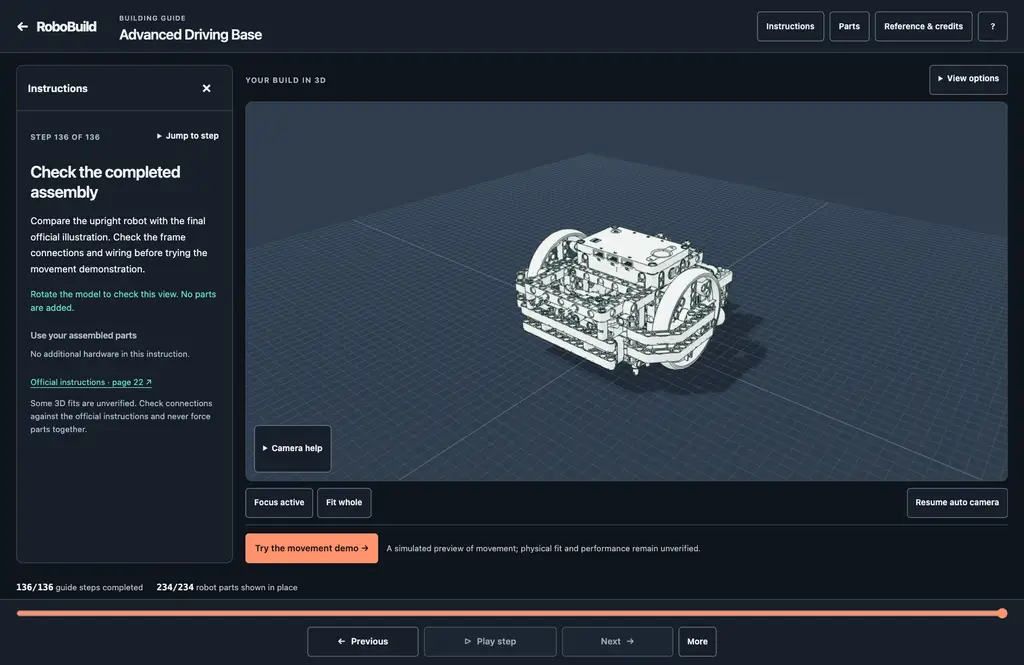 ← RoboBuild
BUILDING GUIDE
Advanced Driving Base
Instructions
Parts
Reference & credits
?
Instructions
×
STEP 136 OF 136
▸ Jump to step
Check the completed
assembly
Compare the upright robot with the final
official illustration. Check the frame
connections and wiring before trying the
movement demonstration.
Rotate the model to check this view. No parts
are added.
Use your assembled parts
No additional hardware in this instruction.
Official instructions · page 22 ↗
Some 3D fits are unverified. Check connections
against the official instructions and never force
parts together.
YOUR BUILD IN 3D
▸ View options
▸ Camera help
Focus active
Fit whole
Resume auto camera
Try the movement demo →
A simulated preview of movement; physical fit and performance remain unverified.
136/136 guide steps completed
234/234 robot parts shown in place
← Previous
▷ Play step
Next →
More